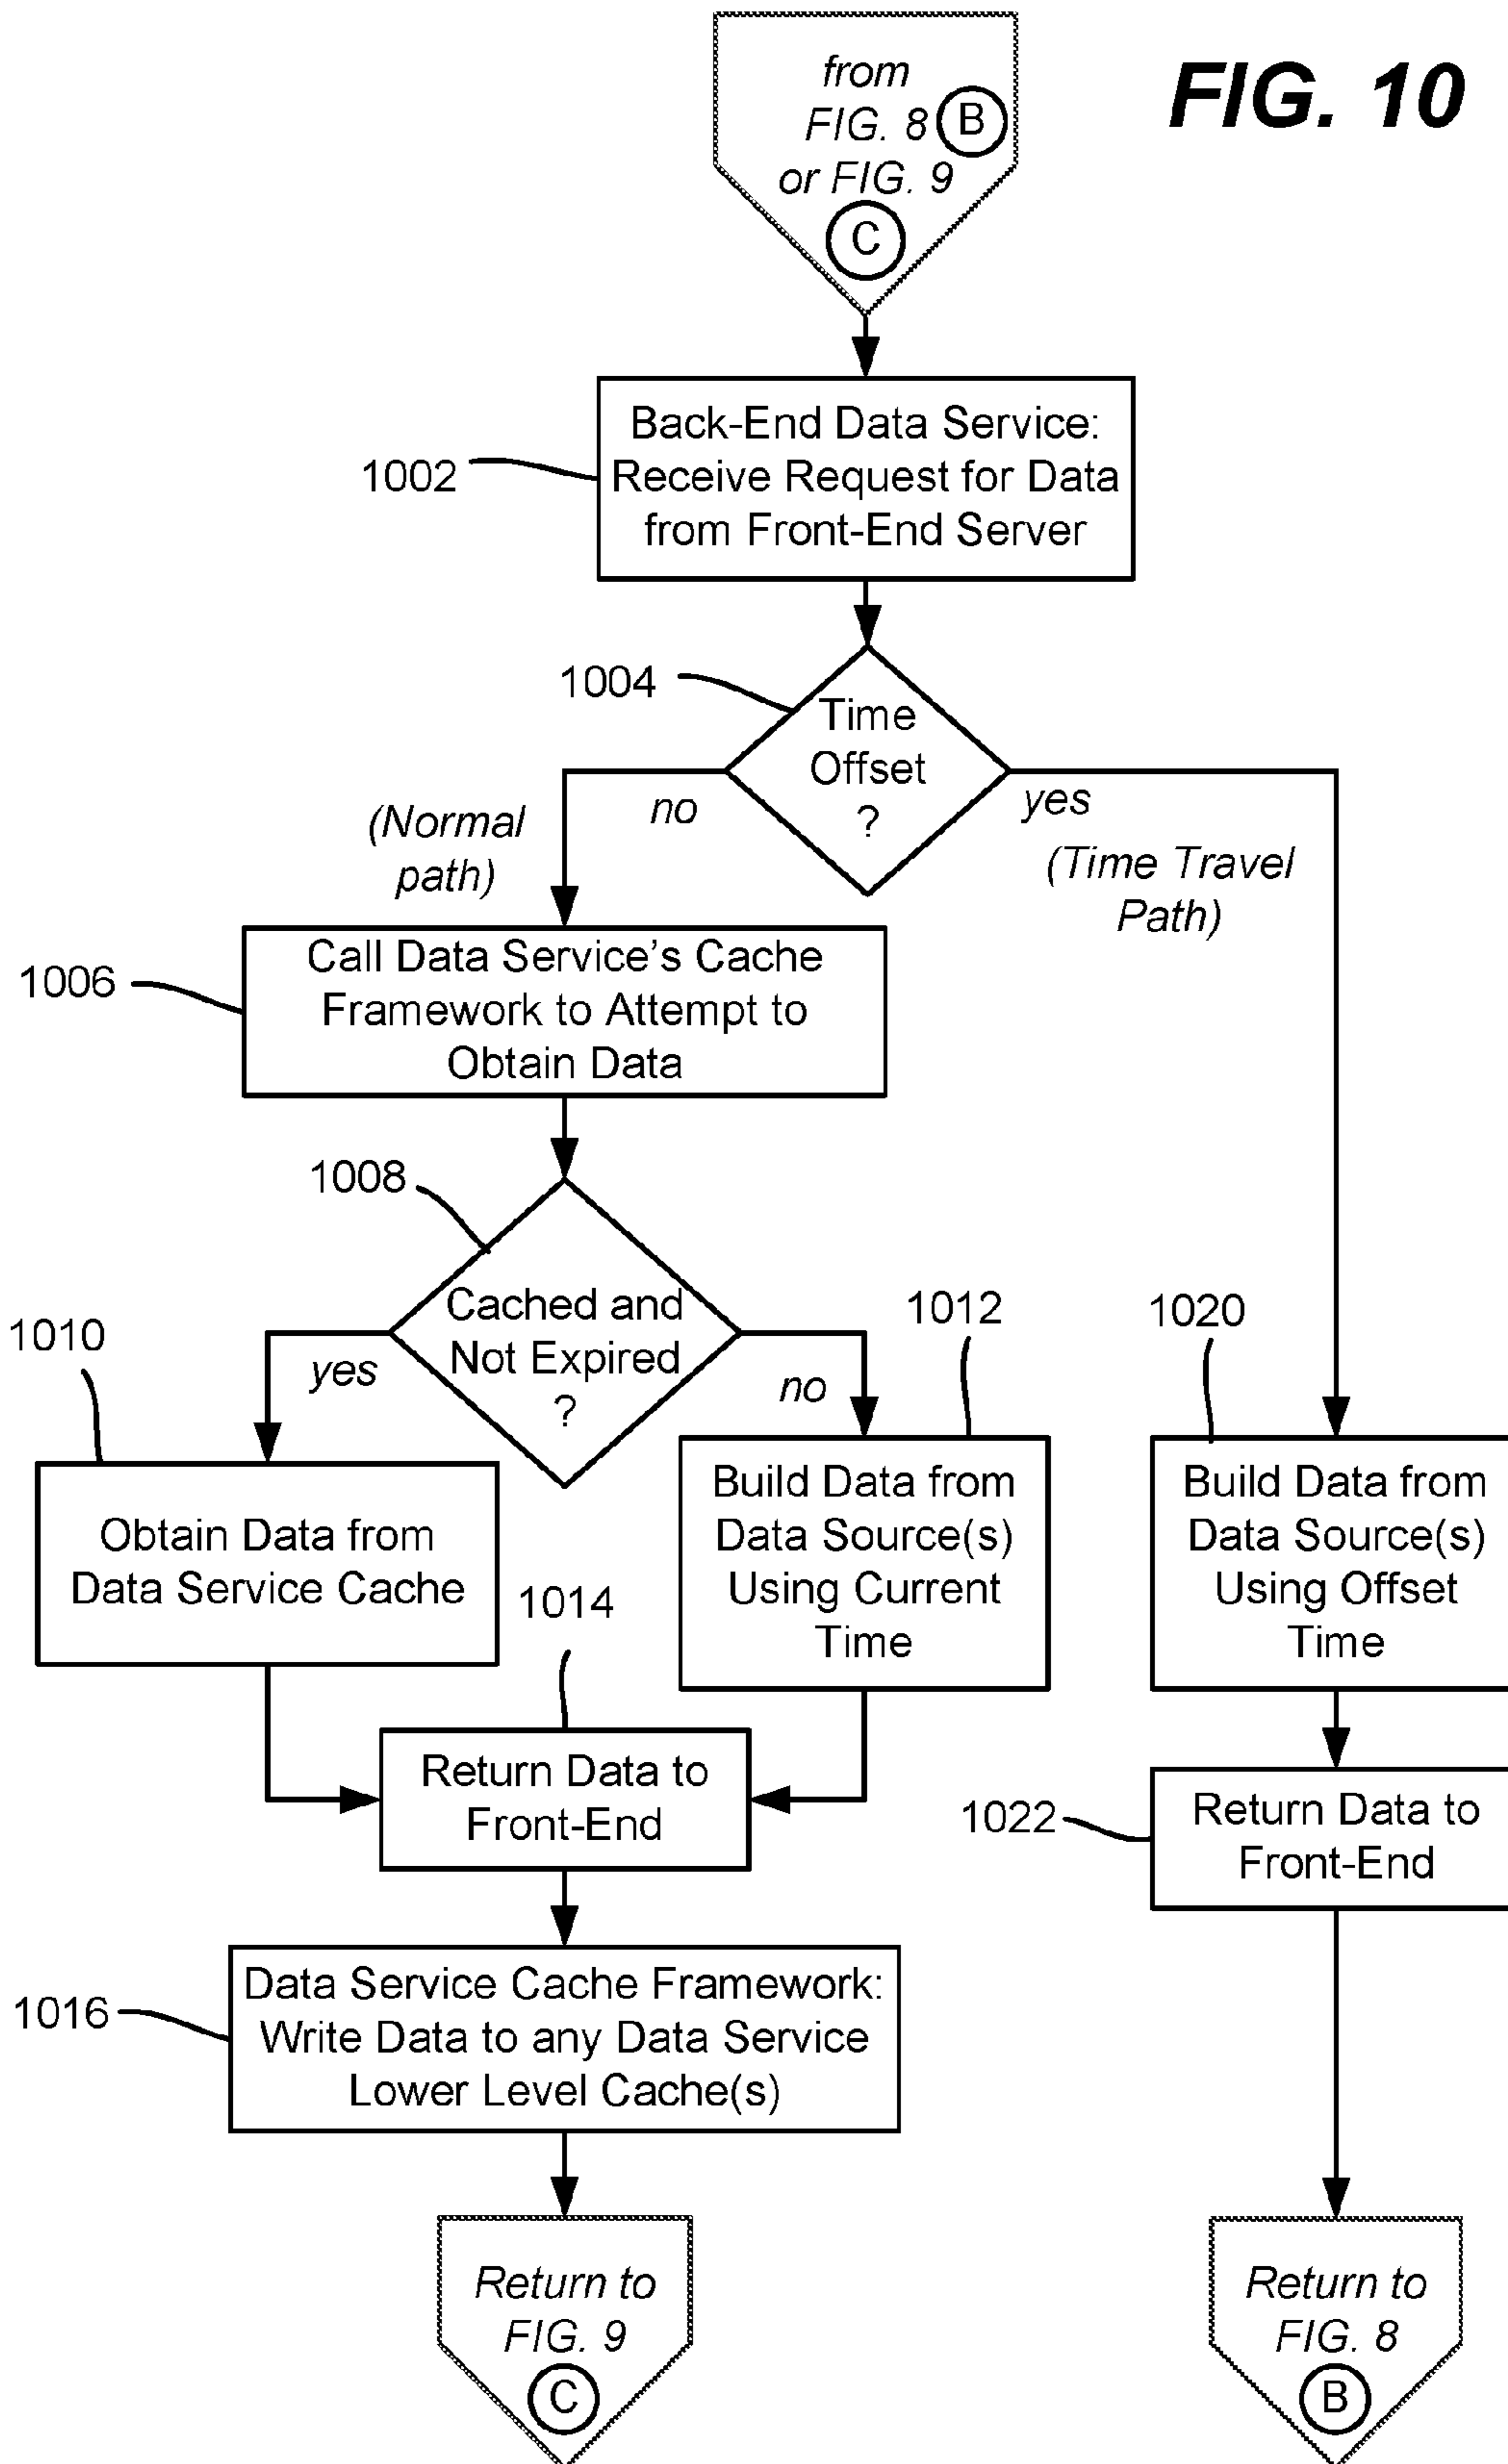 FIG. 10
from
FIG. 8 B
or FIG. 9
C
Back-End Data Service:
Receive Request for Data
from Front-End Server
1002
1004
Time
Offset
?
no
yes
(Normal
path)
(Time Travel
Path)
1006
Call Data Service's Cache
Framework to Attempt to
Obtain Data
1008
Cached and
Not Expired
?
yes
no
1010
1012
1020
Obtain Data from
Data Service Cache
Build Data from
Data Source(s)
Using Current
Time
Build Data from
Data Source(s)
Using Offset
Time
1014
Return Data to
Front-End
1022
Return Data to
Front-End
1016
Data Service Cache Framework:
Write Data to any Data Service
Lower Level Cache(s)
Return to
FIG. 9
C
Return to
FIG. 8
B